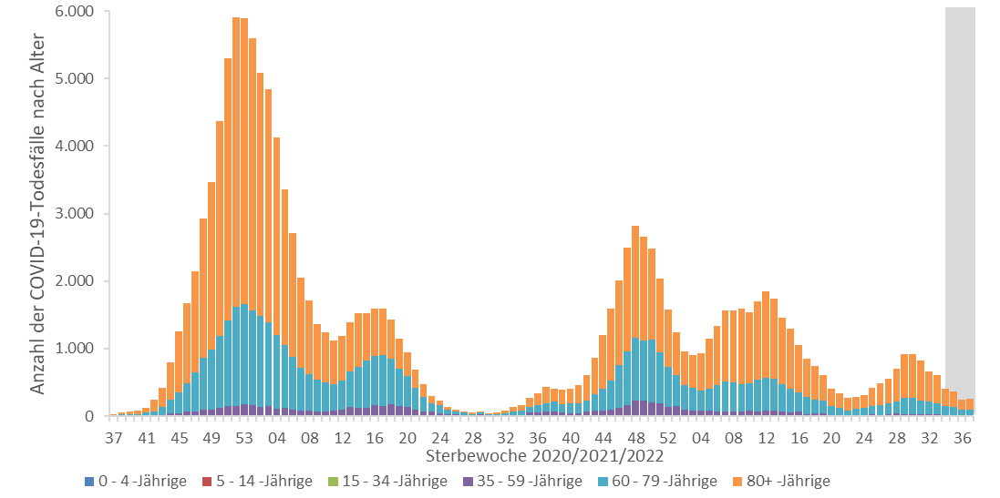 Anzahl der COVID-19-Todesfälle nach Alter
6.000
5.000
4.000
3.000
2.000
1.000
0
37 41 45 49 53 04 08 12 16 20 24 28 32 36 40 44 48 52 04 08 12 16 20 24 28 32 36
Sterbewoche 2020/2021/2022
0 - 4 -Jährige 5 - 14 -Jährige 15 - 34 -Jährige 35 - 59 -Jährige 60 - 79 -Jährige 80+ -Jährige